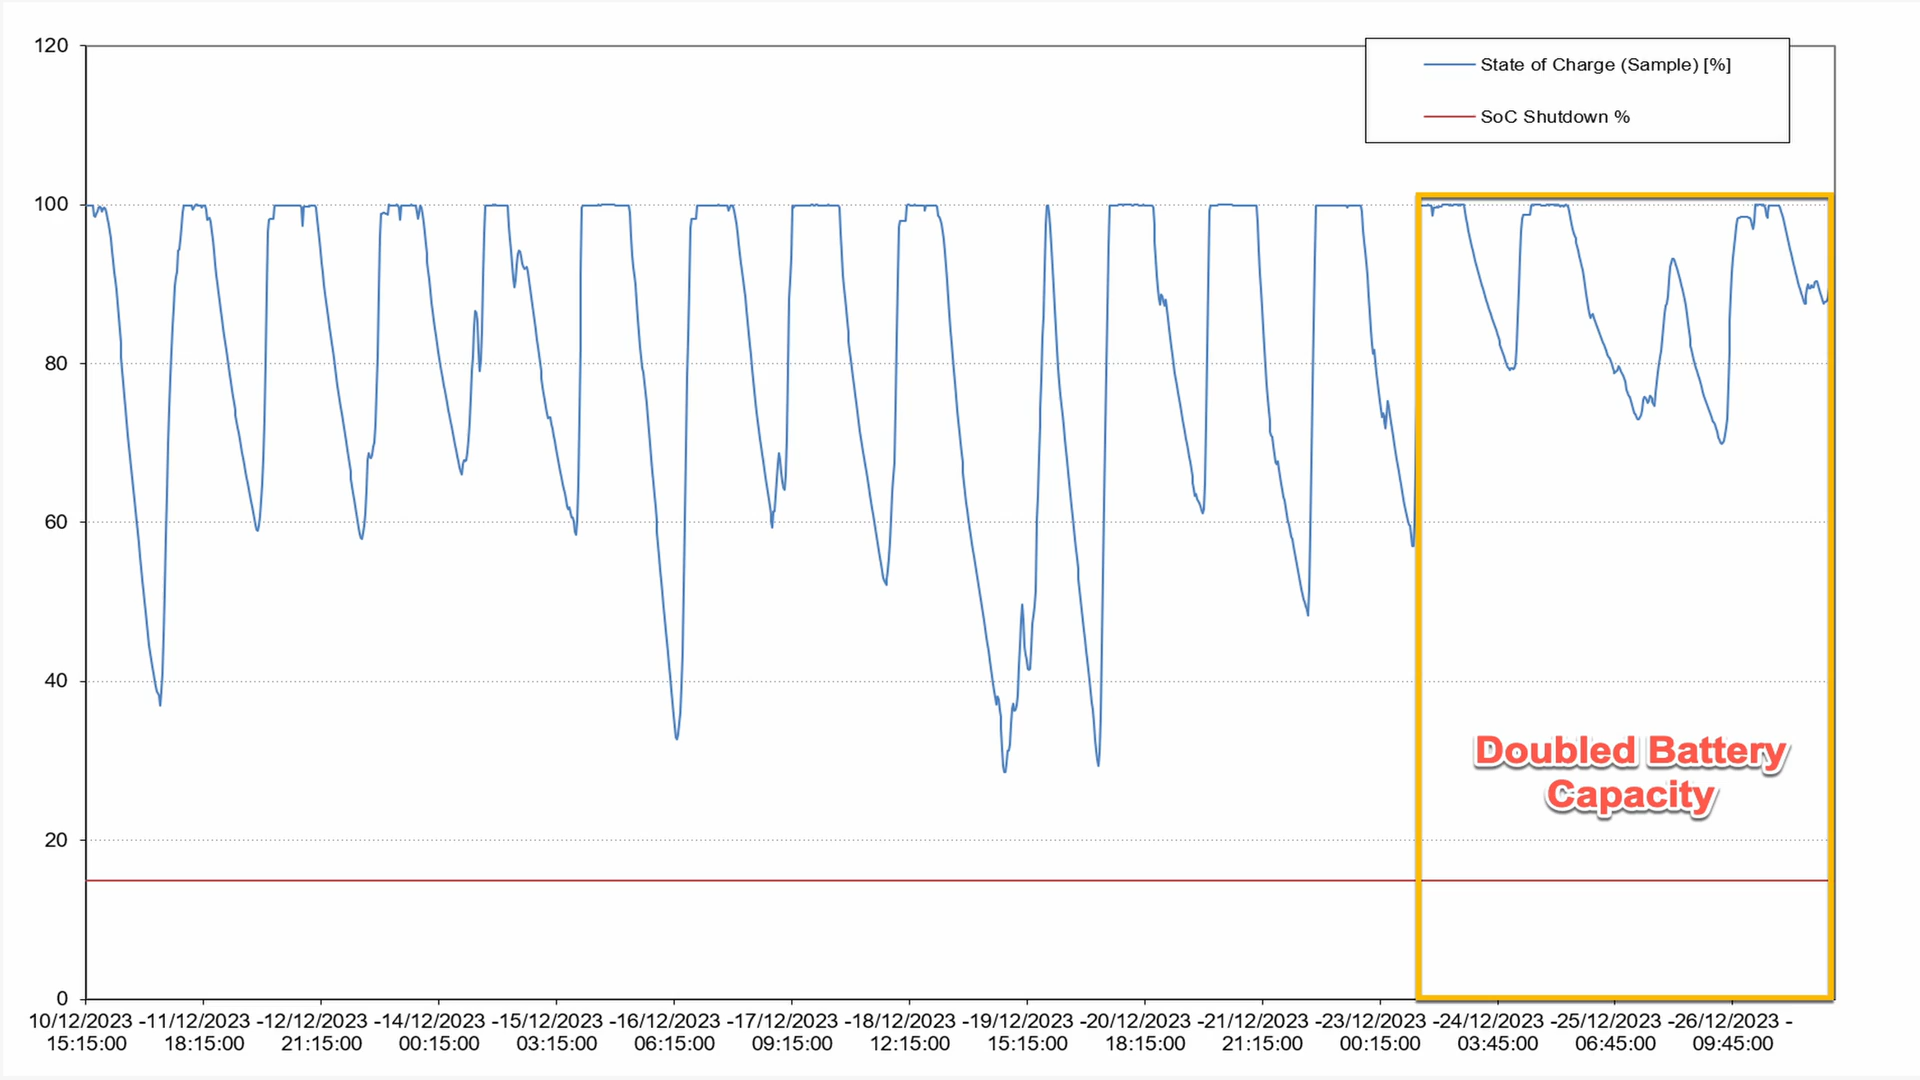 120
State of Charge (Sample) [%]
SoC Shutdown %
100
80
60
40
Doubled Battery
Capacity
20
0
10/12/2023 -11/12/2023 -12/12/2023 -14/12/2023 -15/12/2023 -16/12/2023 -17/12/2023 -18/12/2023 -19/12/2023 -20/12/2023 -21/12/2023 -23/12/2023 -24/12/2023 -25/12/2023 -26/12/2023 -
15:15:00 18:15:00 21:15:00 00:15:00 03:15:00 06:15:00 09:15:00 12:15:00 15:15:00 18:15:00 21:15:00 00:15:00 03:45:00 06:45:00 09:45:00